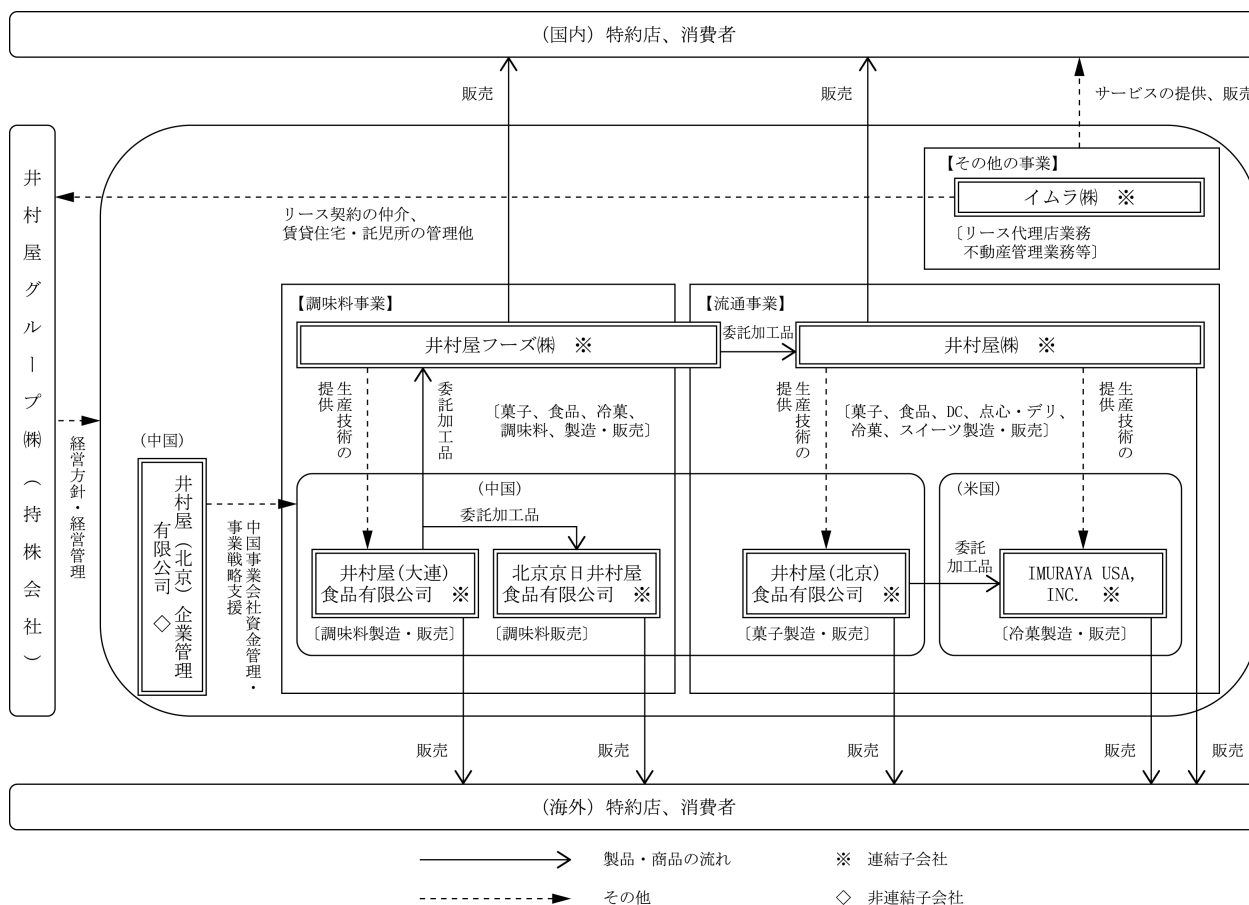 （国内）特約店、消費者
販売
販売
サービスの提供、販売
井村屋グループ㈱（持株会社）
【その他の事業】
イムラ㈱　※
〔リース代理店業務
不動産管理業務等〕
リース契約の仲介、
賃貸住宅・託児所の管理他
【調味料事業】
【流通事業】
井村屋フーズ㈱　※
委託加工品
井村屋㈱　※
生産技術の
提供
委託加工品
〔菓子、食品、冷菓、
調味料、製造・販売〕
生産技術の
提供
〔菓子、食品、DC、点心・デリ、
冷菓、スイーツ製造・販売〕
生産技術の
提供
経営方針・経営管理
（中国）
井村屋（北京）企業管理
有限公司　◇
中国事業会社資金管理・
事業戦略支援
（中国）
委託加工品
（米国）
井村屋(大連)
食品有限公司　※
〔調味料製造・販売〕
北京京日井村屋
食品有限公司　※
〔調味料販売〕
井村屋(北京)
食品有限公司　※
〔菓子製造・販売〕
委託
加工品
IMURAYA USA,
INC.　※
〔冷菓製造・販売〕
販売
販売
販売
販売
販売
（海外）特約店、消費者
製品・商品の流れ
※　連結子会社
その他
◇　非連結子会社